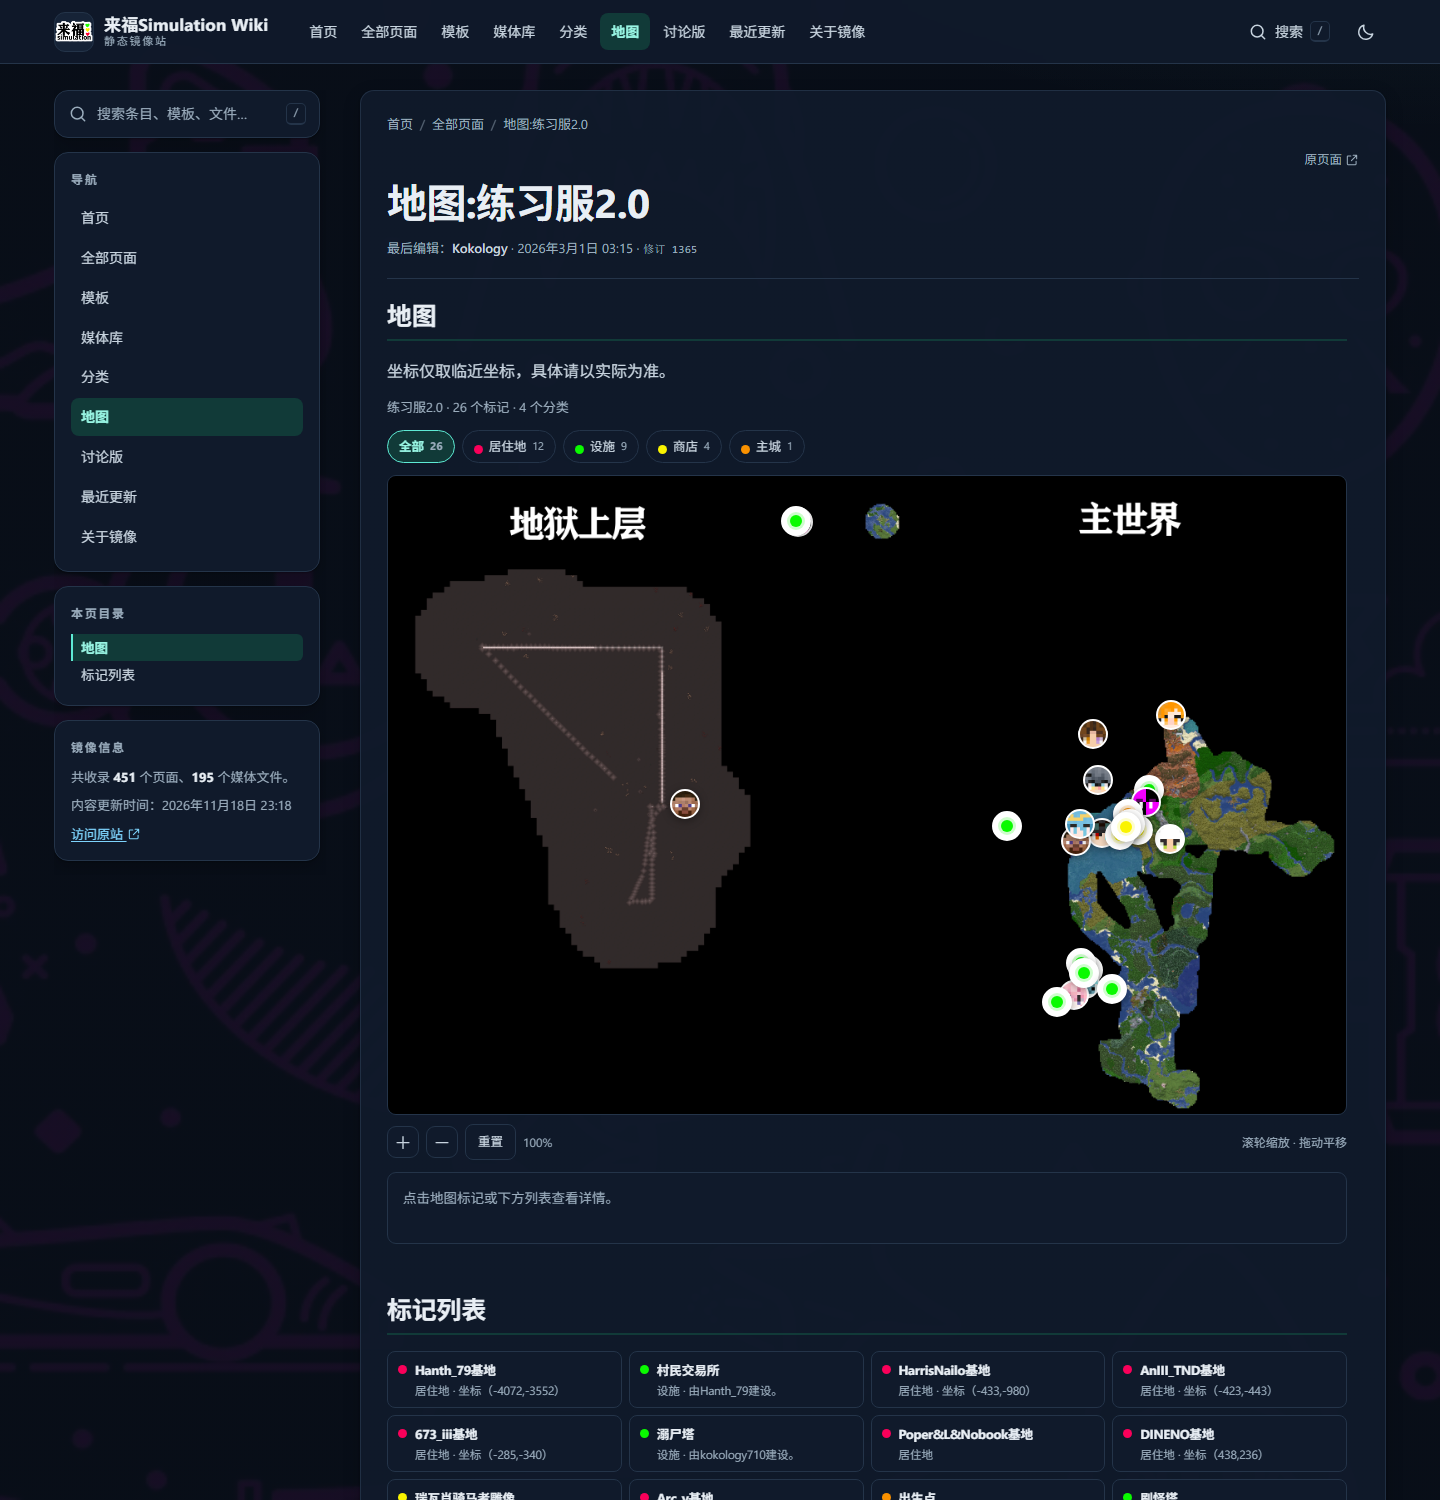 来福Simulation Wiki
静态镜像站
首页 全部页面 模板 媒体库 分类 地图 讨论版 最近更新 关于镜像
搜索 /
搜索条目、模板、文件... /
导航
首页
全部页面
模板
媒体库
分类
地图
讨论版
最近更新
关于镜像
本页目录
地图
标记列表
镜像信息
共收录 451 个页面、195 个媒体文件。
内容更新时间：2026年11月18日 23:18
访问原站
首页 / 全部页面 / 地图:练习服2.0
原页面
地图:练习服2.0
最后编辑：Kokology · 2026年3月1日 03:15 · 修订 1365
地图
坐标仅取临近坐标，具体请以实际为准。
练习服2.0 · 26 个标记 · 4 个分类
全部 26 居住地 12 设施 9 商店 4 主城 1
地狱上层
主世界
重置 100%
滚轮缩放 · 拖动平移
点击地图标记或下方列表查看详情。
标记列表
Hanth_79基地
居住地 · 坐标（-4072,-3552）
村民交易所
设施 · 由Hanth_79建设。
HarrisNailo基地
居住地 · 坐标（-433,-980）
居住地 · 坐标（-423,-443）
673_iii基地
居住地 · 坐标（-285,-340）
溺尸塔
设施 · 由kokology710建设。
Poper&L&Nobook基地
居住地
DINENO基地
居住地 · 坐标（438,236）
瑞瓦肖骑马者雕像
Arc_v基地
出生点
刷怪塔